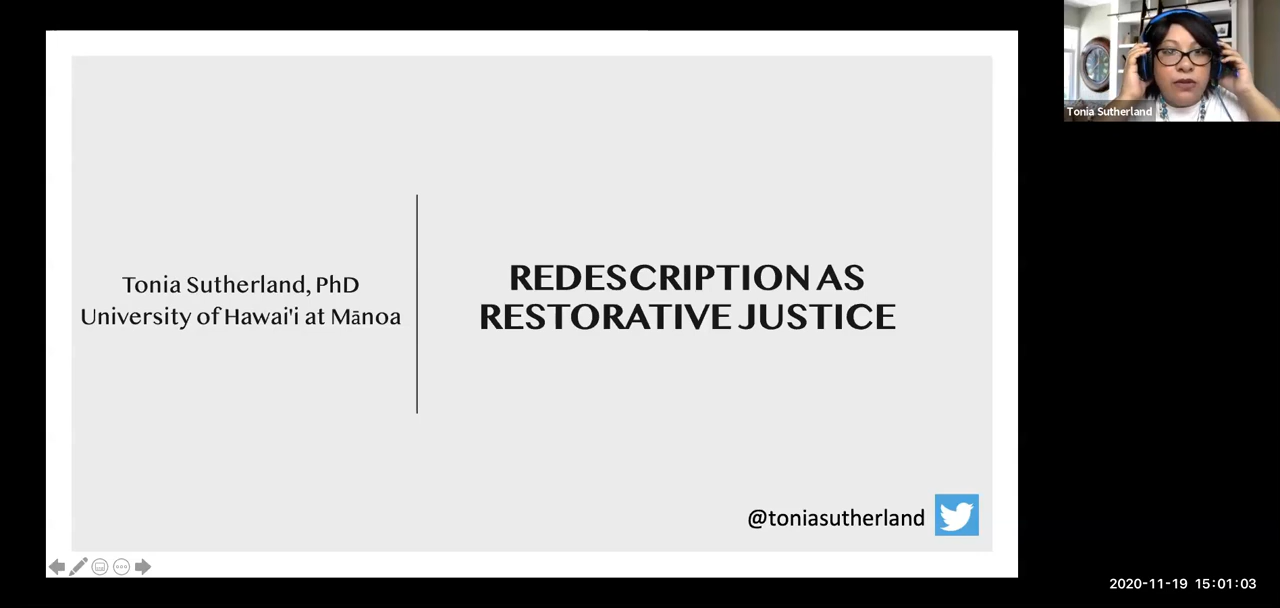 Tonia Sutherland, PhD
University of Hawai'i at Mānoa
REDESCRIPTION AS
RESTORATIVE JUSTICE
@toniasutherland
Tonia Sutherland
2020-11-19 15:01:03